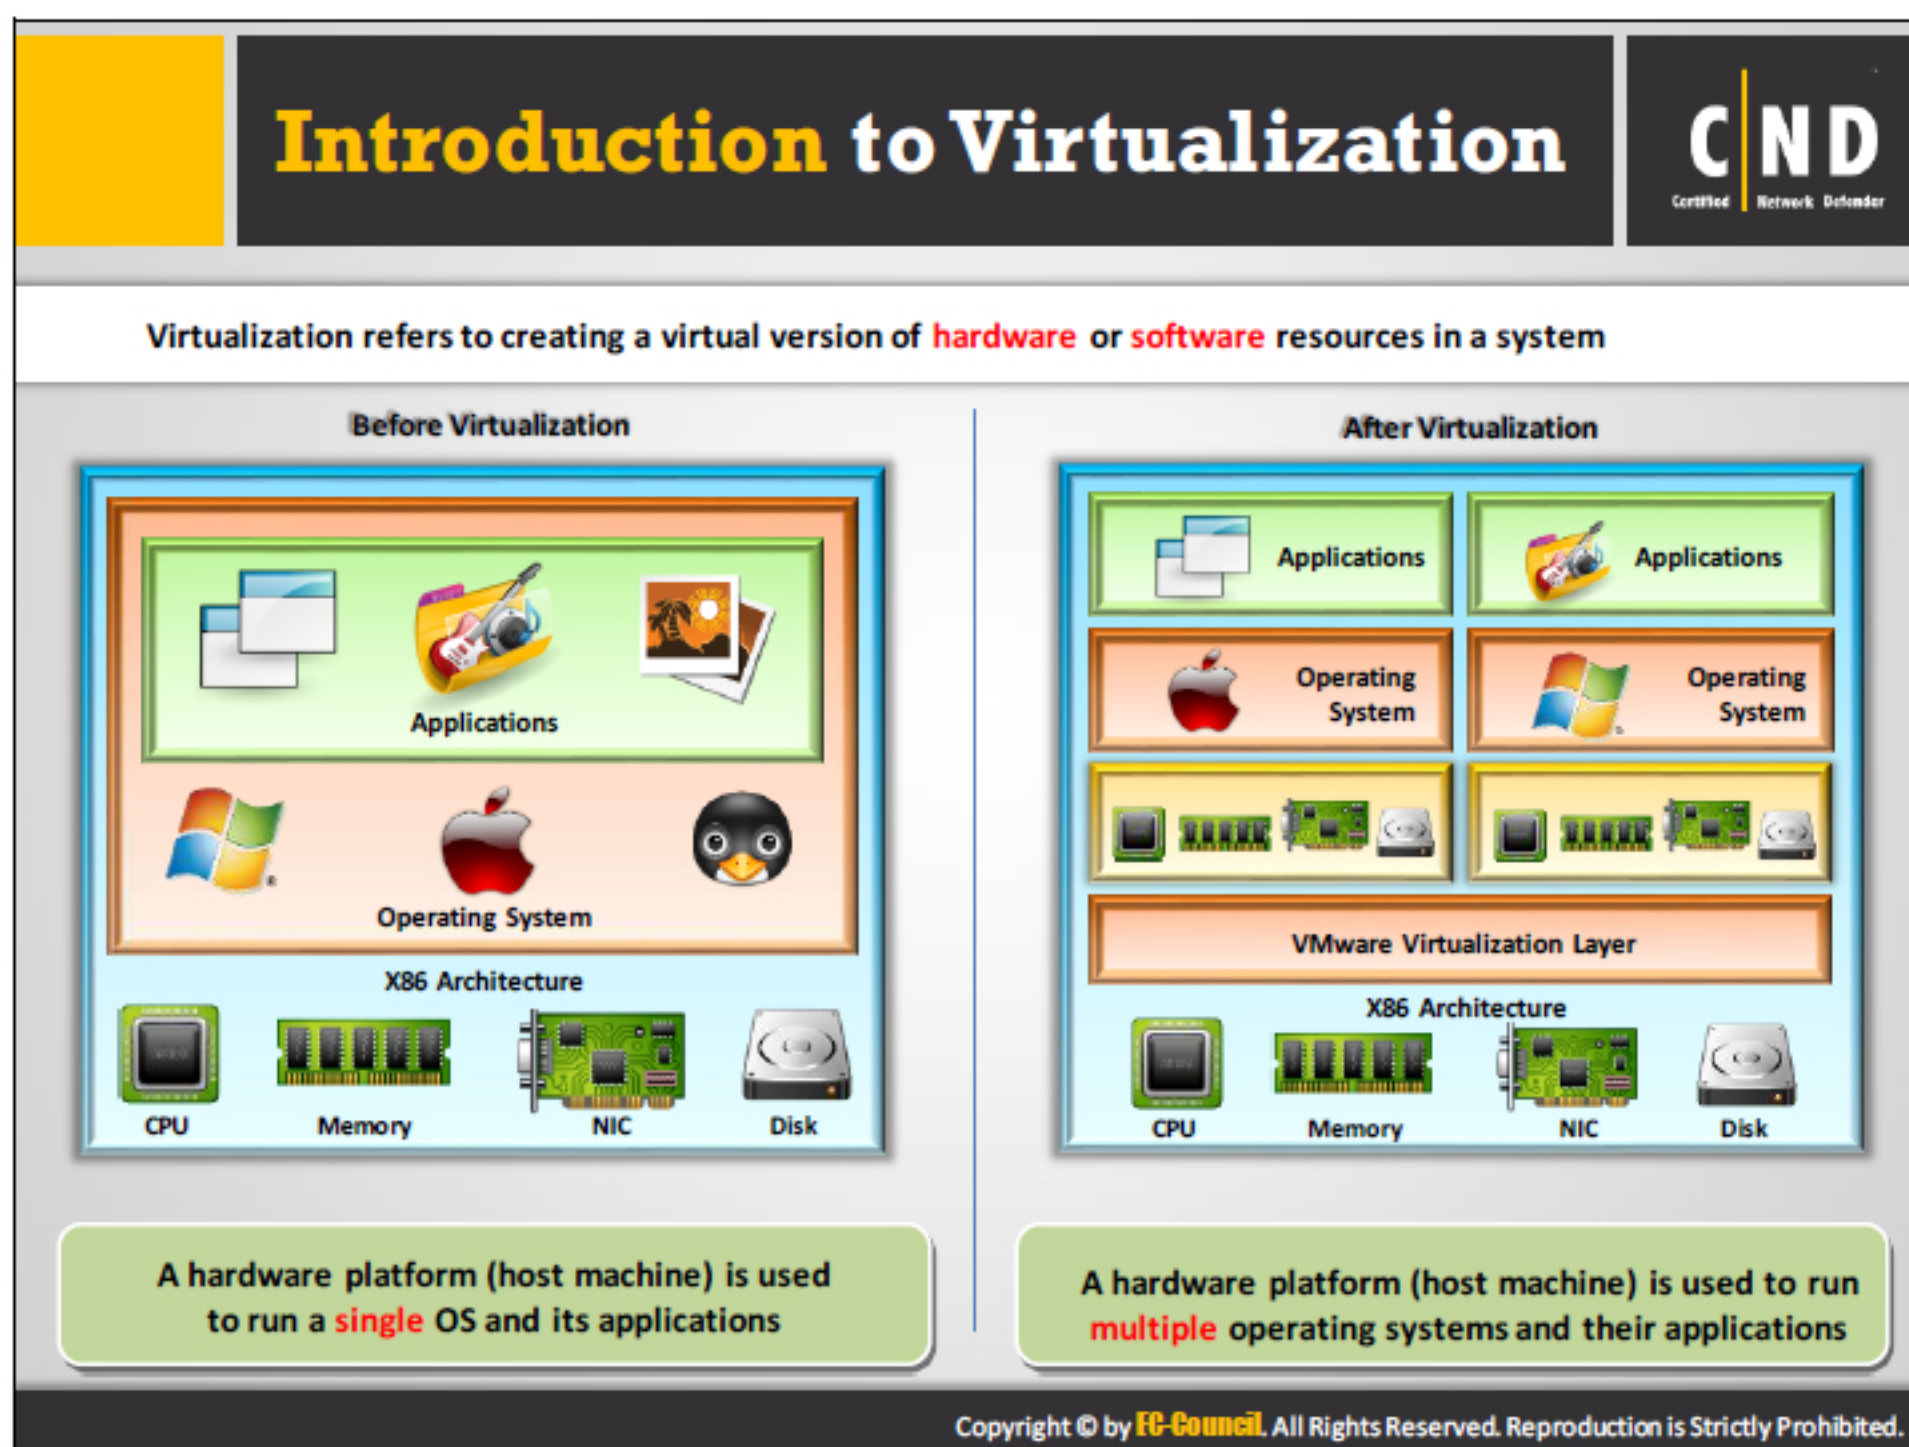 Introduction to Virtualization
C|ND
Certified Network Defender
Virtualization refers to creating a virtual version of hardware or software resources in a system
Before Virtualization
Applications
Operating System
X86 Architecture
CPU Memory NIC Disk
A hardware platform (host machine) is used
to run a single OS and its applications
After Virtualization
Applications Applications
Operating
System
Operating
System
VMware Virtualization Layer
X86 Architecture
CPU Memory NIC Disk
A hardware platform (host machine) is used to run
multiple operating systems and their applications
Copyright © by EC-Council. All Rights Reserved. Reproduction is Strictly Prohibited.